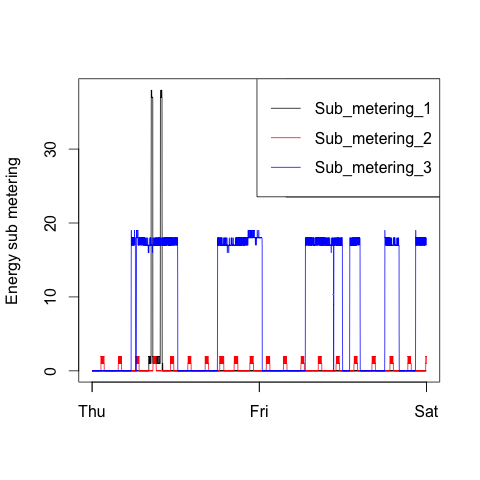 Sub_metering_1
Sub_metering_2
Sub_metering_3
Energy sub metering
30
20
10
0
Thu Fri Sat